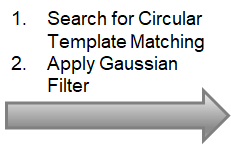 1. Search for Circular
Template Matching
2. Apply Gaussian
Filter